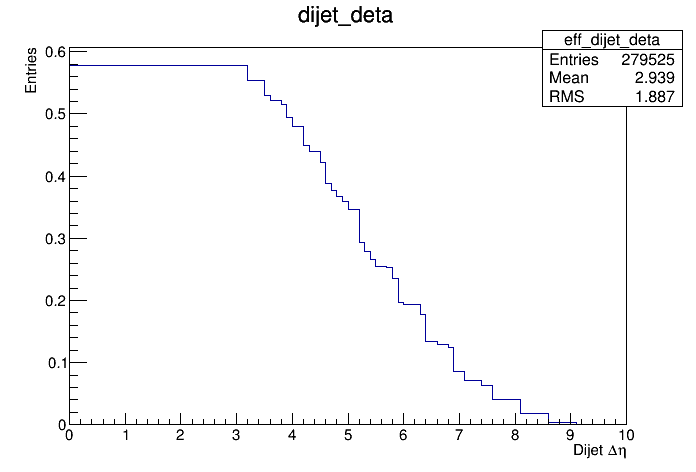 dijet_deta
eff_dijet_deta
Entries 279525
Mean 2.939
RMS 1.887
Entries
0.6
0.5
0.4
0.3
0.2
0.1
0
0 1 2 3 4 5 6 7 8 9 10
Dijet Δη